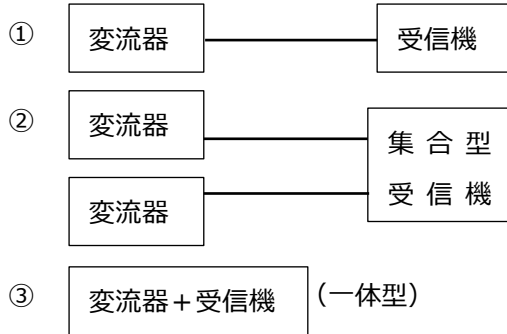 ① 変流器 受信機
② 変流器 集合型
変流器 受信機
③ 変流器＋受信機 (一体型)